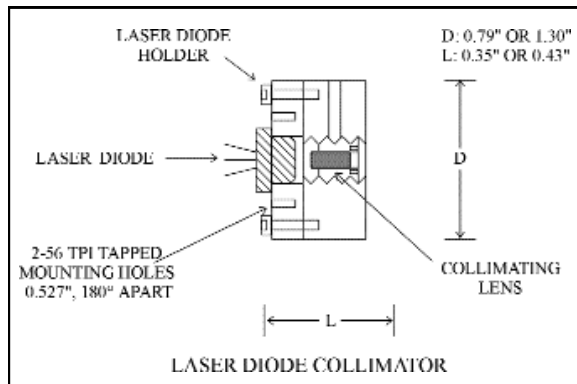 LASER DIODE
HOLDER
D: 0.79" OR 1.30"
L: 0.35" OR 0.43"
LASER DIODE
D
2-56 TPI TAPPED
MOUNTING HOLES
0.527", 180° APART
COLLIMATING
LENS
L
LASER DIODE COLLIMATOR